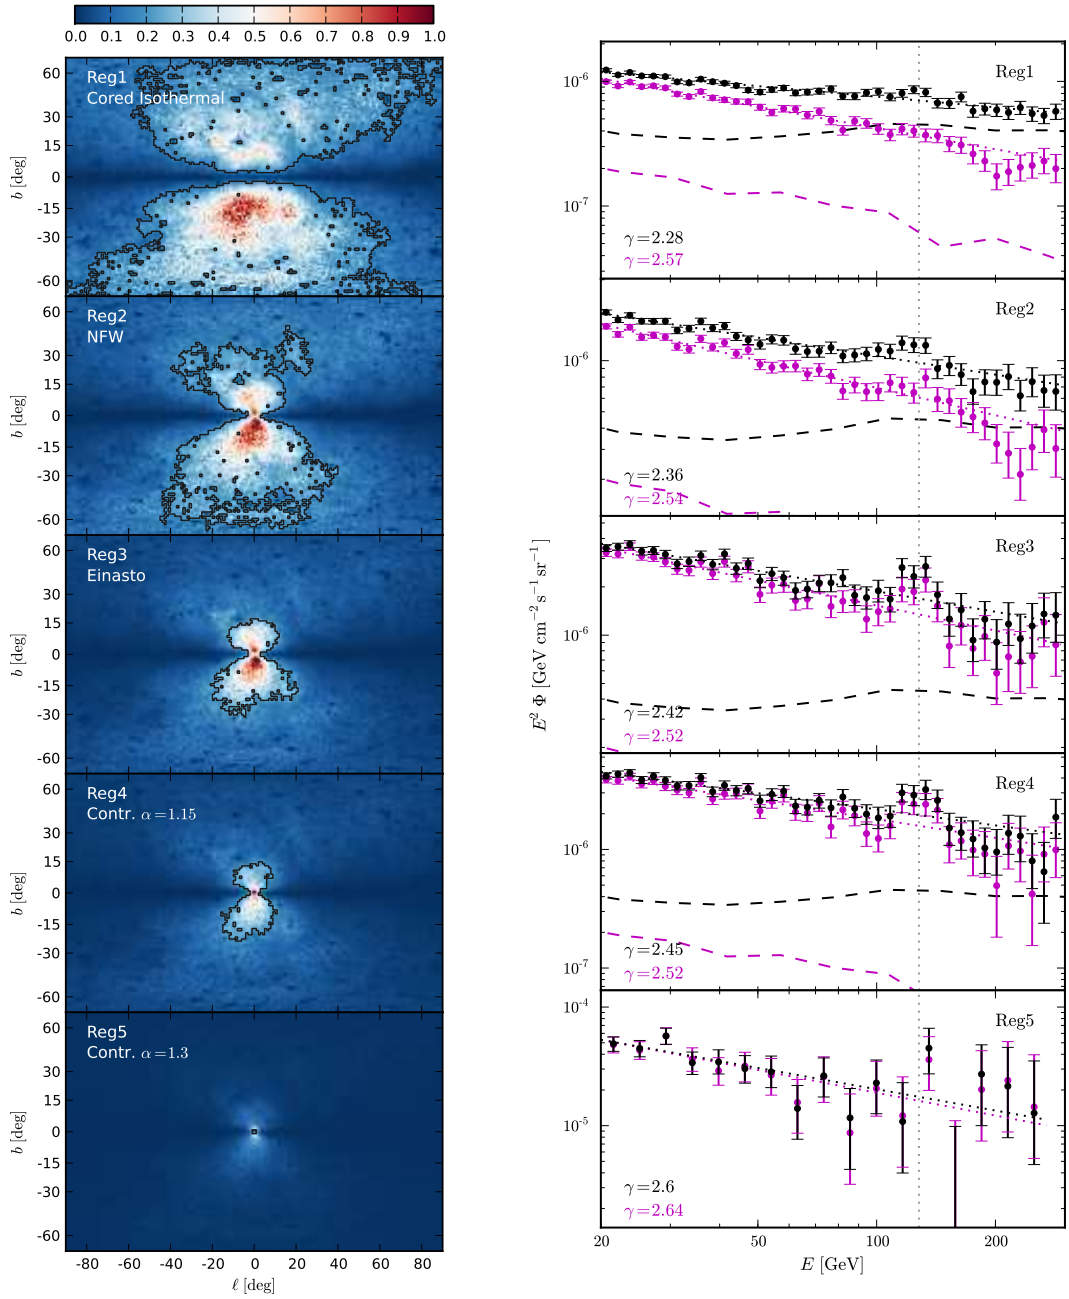 0.0 0.1 0.2 0.3 0.4 0.5 0.6 0.7 0.8 0.9 1.0
Reg1
Cored Isothermal
60
30
15
0
-15
-30
-60
b [deg]
Reg2
NFW
60
30
15
0
-15
-30
-60
b [deg]
Reg3
Einasto
60
30
15
0
-15
-30
-60
b [deg]
Reg4
Contr. α=1.15
60
30
15
0
-15
-30
-60
b [deg]
Reg5
Contr. α=1.3
60
30
15
0
-15
-30
-60
b [deg]
-80 -60 -40 -20 0 20 40 60 80
ℓ [deg]
Reg1
10⁻⁶
10⁻⁷
γ=2.28
γ=2.57
Reg2
10⁻⁶
γ=2.36
γ=2.54
Reg3
10⁻⁶
γ=2.42
γ=2.52
Reg4
10⁻⁶
10⁻⁷
γ=2.45
γ=2.52
Reg5
10⁻⁴
10⁻⁵
γ=2.6
γ=2.64
E² Φ [GeV cm⁻² s⁻¹ sr⁻¹]
20 50 100 200
E [GeV]